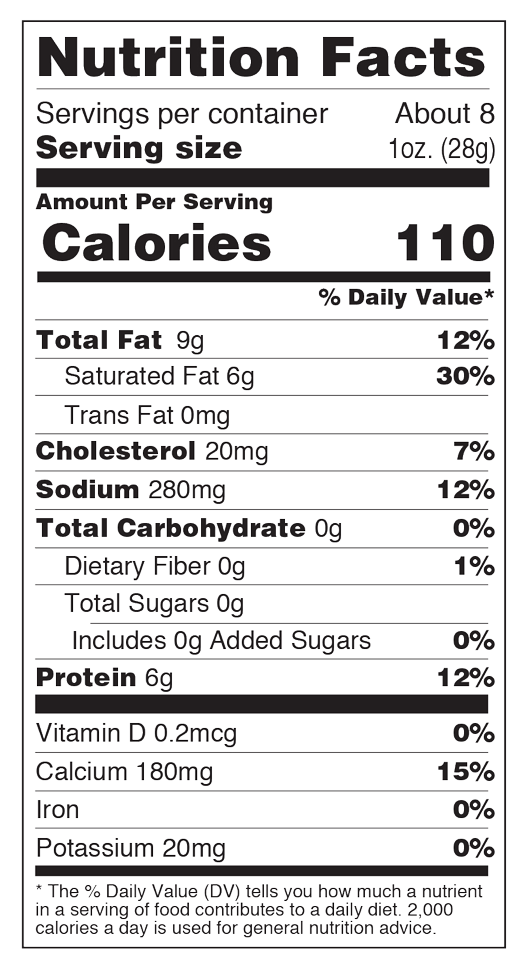 Nutrition Facts
Servings per container About 8
Serving size 1oz. (28g)
Amount Per Serving
Calories 110
% Daily Value*
Total Fat 9g 12%
Saturated Fat 6g 30%
Trans Fat 0mg
Cholesterol 20mg 7%
Sodium 280mg 12%
Total Carbohydrate 0g 0%
Dietary Fiber 0g 1%
Total Sugars 0g
Includes 0g Added Sugars 0%
Protein 6g 12%
Vitamin D 0.2mcg 0%
Calcium 180mg 15%
Iron 0%
Potassium 20mg 0%
* The % Daily Value (DV) tells you how much a nutrient
in a serving of food contributes to a daily diet. 2,000
calories a day is used for general nutrition advice.